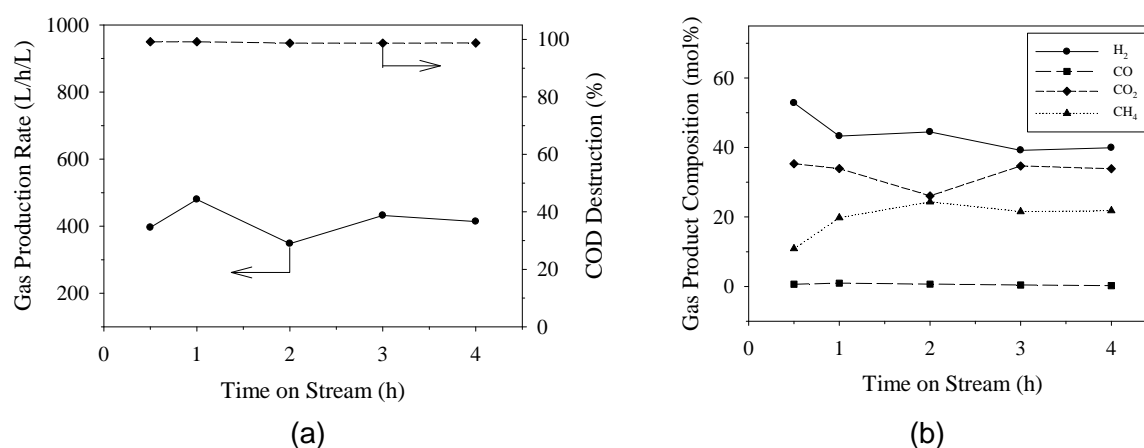 Gas Production Rate (L/h/L)
1000
800
600
400
200
100
80
60
40
20
0
COD Destruction (%)
0 1 2 3 4
Time on Stream (h)
(a)
Gas Product Composition (mol%)
60
40
20
0
H₂
CO
CO₂
CH₄
0 1 2 3 4
Time on Stream (h)
(b)